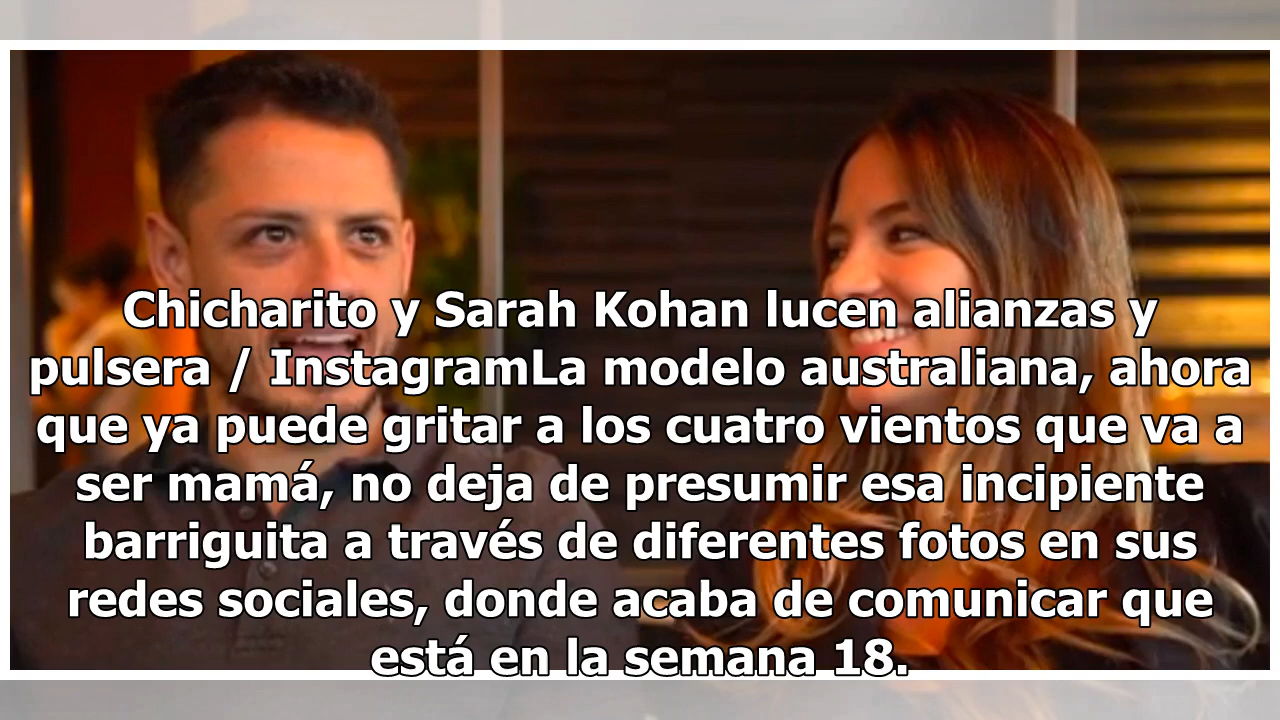 Chicharito y Sarah Kohan lucen alianzas y
pulsera / InstagramLa modelo australiana, ahora
que ya puede gritar a los cuatro vientos que va a
ser mamá, no deja de presumir esa incipiente
barriguita a través de diferentes fotos en sus
redes sociales, donde acaba de comunicar que
está en la semana 18.